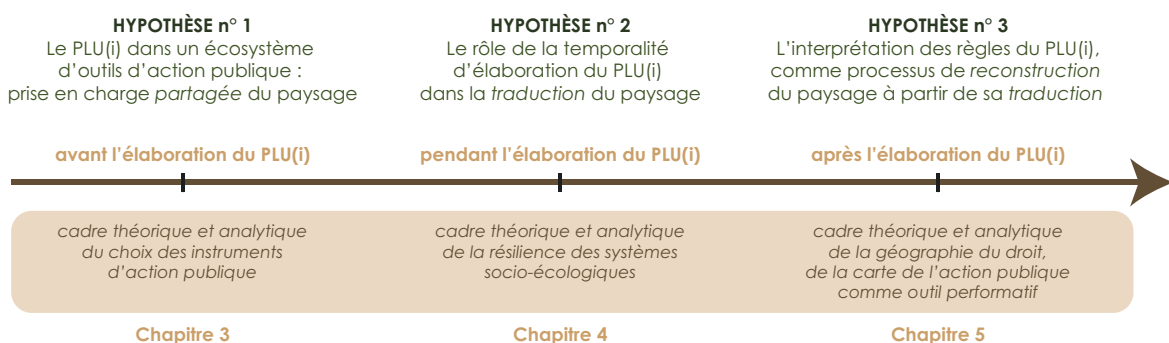 HYPOTHÈSE n° 1
Le PLU(i) dans un écosystème
d'outils d'action publique :
prise en charge partagée du paysage
HYPOTHÈSE n° 2
Le rôle de la temporalité
d'élaboration du PLU(i)
dans la traduction du paysage
HYPOTHÈSE n° 3
L'interprétation des règles du PLU(i),
comme processus de reconstruction
du paysage à partir de sa traduction
avant l'élaboration du PLU(i)
pendant l'élaboration du PLU(i)
après l'élaboration du PLU(i)
cadre théorique et analytique
du choix des instruments
d'action publique
cadre théorique et analytique
de la résilience des systèmes
socio-écologiques
cadre théorique et analytique
de la géographie du droit,
de la carte de l'action publique
comme outil performatif
Chapitre 3
Chapitre 4
Chapitre 5